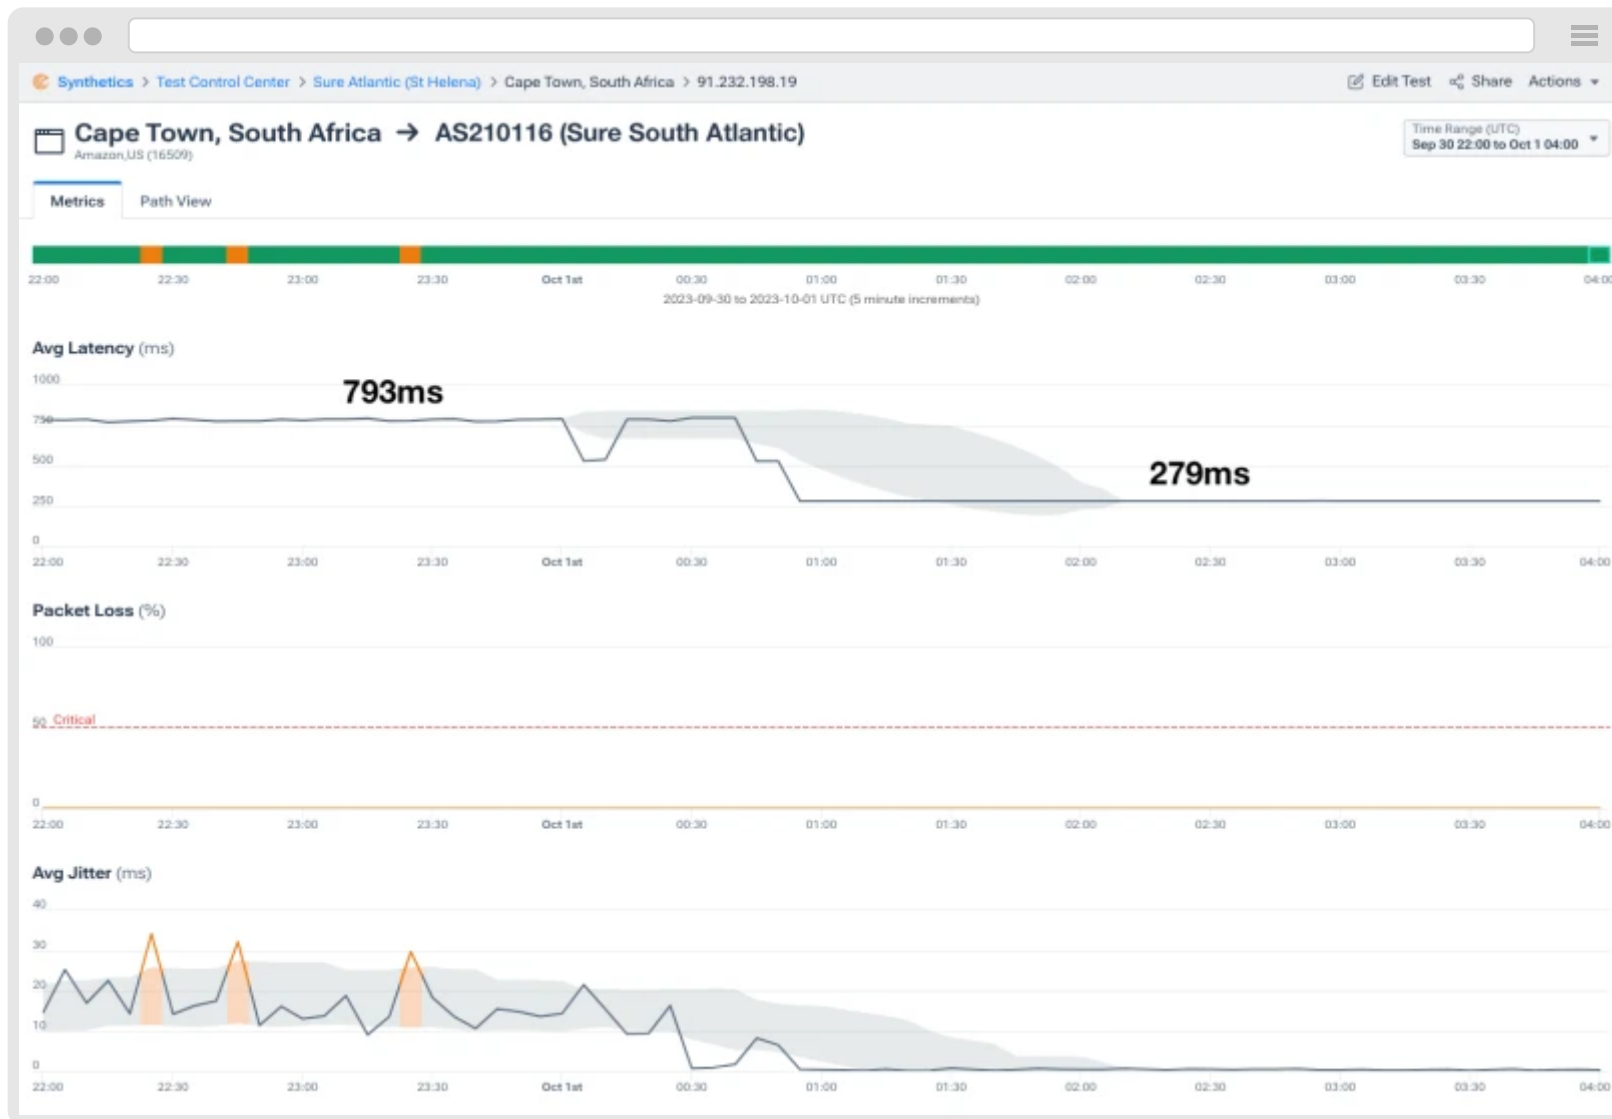 Synthetics > Test Control Center > Sure Atlantic (St Helena) > Cape Town, South Africa > 91.232.198.19
Edit Test Share Actions
Cape Town, South Africa → AS210116 (Sure South Atlantic)
Amazon,US (16509)
Time Range (UTC)
Sep 30 22:00 to Oct 1 04:00
Metrics Path View
22:00 22:30 23:00 23:30 Oct 1st 00:30 01:00 01:30 02:00 02:30 03:00 03:30 04:00
2023-09-30 to 2023-10-01 UTC (5 minute increments)
Avg Latency (ms)
1000
793ms
750
500
279ms
250
0
22:00 22:30 23:00 23:30 Oct 1st 00:30 01:00 01:30 02:00 02:30 03:00 03:30 04:00
Packet Loss (%)
100
50 Critical
0
22:00 22:30 23:00 23:30 Oct 1st 00:30 01:00 01:30 02:00 02:30 03:00 03:30 04:00
Avg Jitter (ms)
40
30
20
10
0
22:00 22:30 23:00 23:30 Oct 1st 00:30 01:00 01:30 02:00 02:30 03:00 03:30 04:00